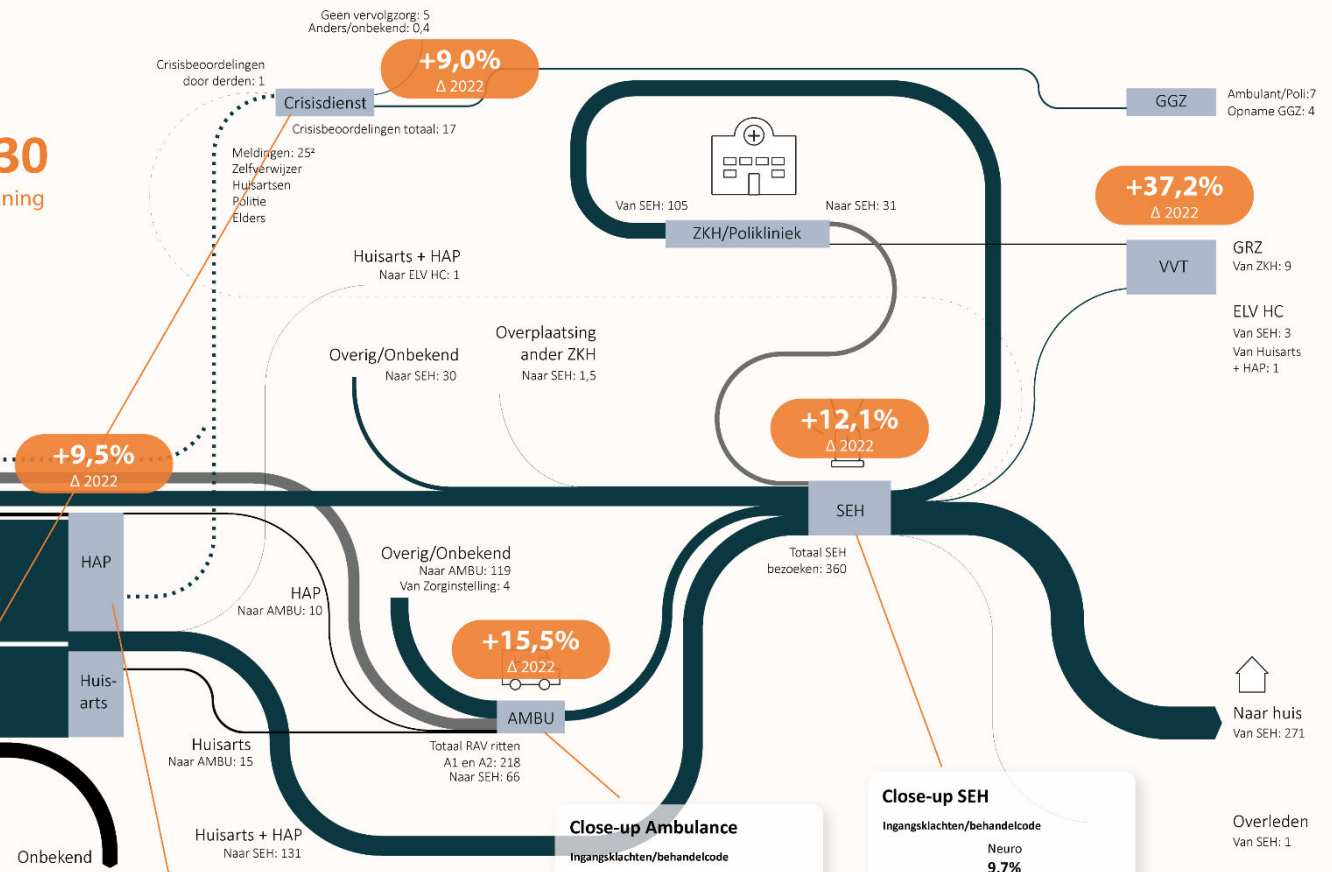 Geen vervolgzorg: 5
Anders/onbekend: 0,4
+9,0%
Δ 2022
Crisisbeoordelingen
door derden: 1
Crisisdienst
Crisisbeoordelingen totaal: 17
GGZ
Ambulant/Poli:7
Opname GGZ: 4
30
ning
Meldingen: 25²
Zelfverwijzer
Huisartsen
Politie
Elders
+37,2%
Δ 2022
Van SEH: 105
Naar SEH: 31
ZKH/Polikliniek
VVT
GRZ
Van ZKH: 9
Huisarts + HAP
Naar ELV HC: 1
ELV HC
Van SEH: 3
Van Huisarts
+ HAP: 1
Overig/Onbekend
Naar SEH: 30
Overplaatsing
ander ZKH
Naar SEH: 1,5
+12,1%
Δ 2022
+9,5%
Δ 2022
SEH
Totaal SEH
bezoeken: 360
HAP
HAP
Naar AMBU: 10
Overig/Onbekend
Naar AMBU: 119
Van Zorginstelling: 4
+15,5%
Δ 2022
Huis-
arts
AMBU
Huisarts
Naar AMBU: 15
Totaal RAV ritten
A1 en A2: 218
Naar SEH: 66
Naar huis
Van SEH: 271
Onbekend
Huisarts + HAP
Naar SEH: 131
Close-up Ambulance
Ingangsklachten/behandelcode
Close-up SEH
Ingangsklachten/behandelcode
Neuro
9,7%
Overleden
Van SEH: 1